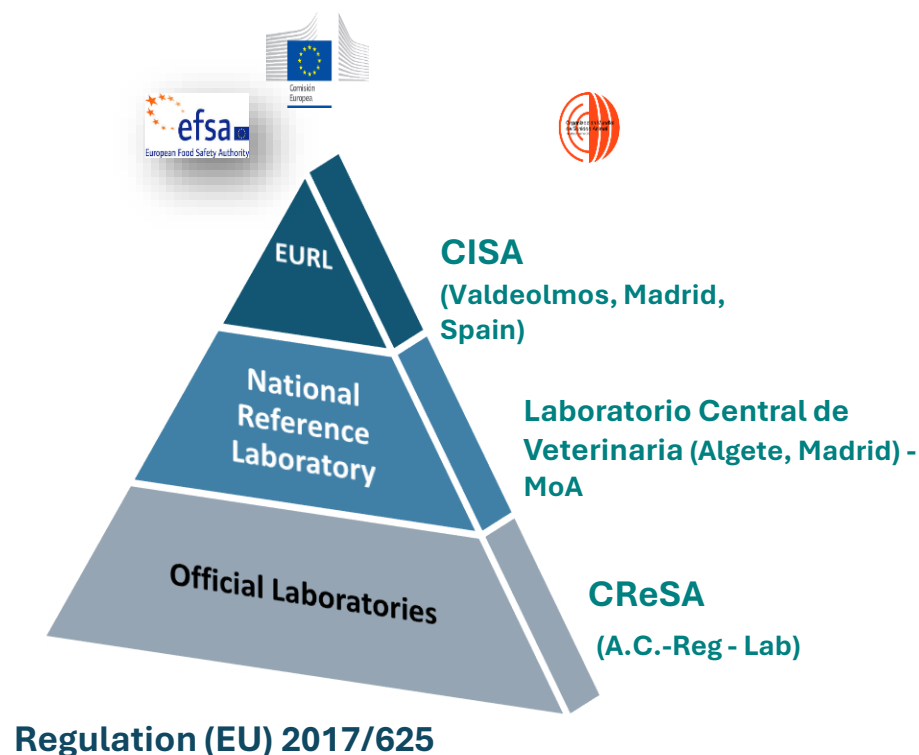 Comisión
Europea
efsa
European Food Safety Authority
EURL
CISA
(Valdeolmos, Madrid,
Spain)
National
Reference
Laboratory
Laboratorio Central de
Veterinaria (Algete, Madrid) -
MoA
Official Laboratories
CReSA
(A.C.-Reg - Lab)
Regulation (EU) 2017/625